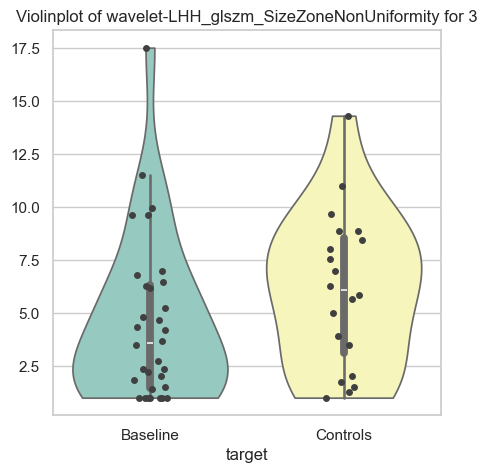 Violinplot of wavelet-LHH_glszm_SizeZoneNonUniformity for 3
17.5
15.0
12.5
10.0
7.5
5.0
2.5
Baseline
Controls
target